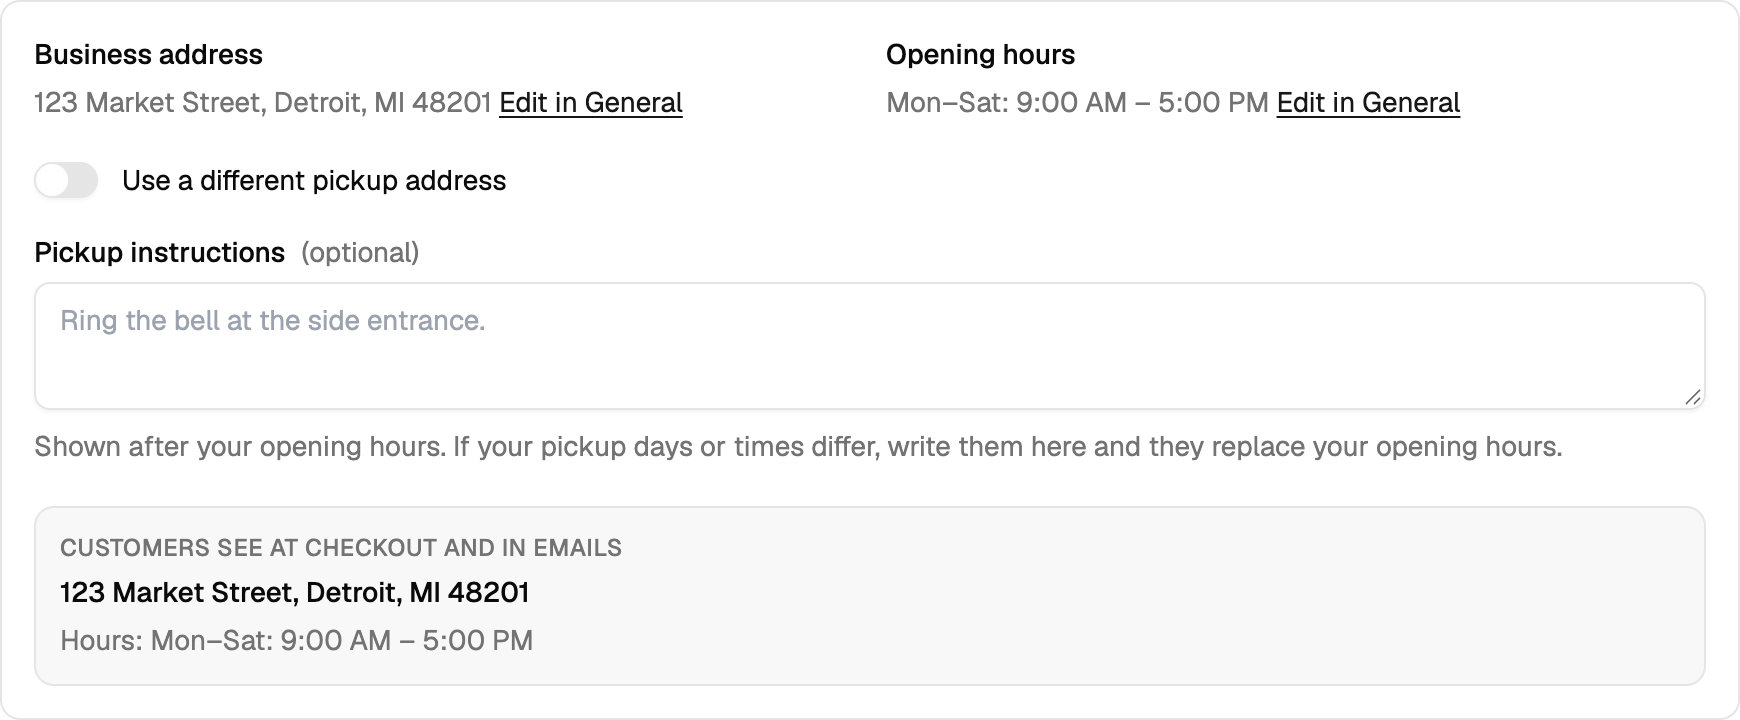 Business address
123 Market Street, Detroit, MI 48201 Edit in General
Opening hours
Mon–Sat: 9:00 AM – 5:00 PM Edit in General
Use a different pickup address
Pickup instructions (optional)
Ring the bell at the side entrance.
Shown after your opening hours. If your pickup days or times differ, write them here and they replace your opening hours.
CUSTOMERS SEE AT CHECKOUT AND IN EMAILS
123 Market Street, Detroit, MI 48201
Hours: Mon–Sat: 9:00 AM – 5:00 PM